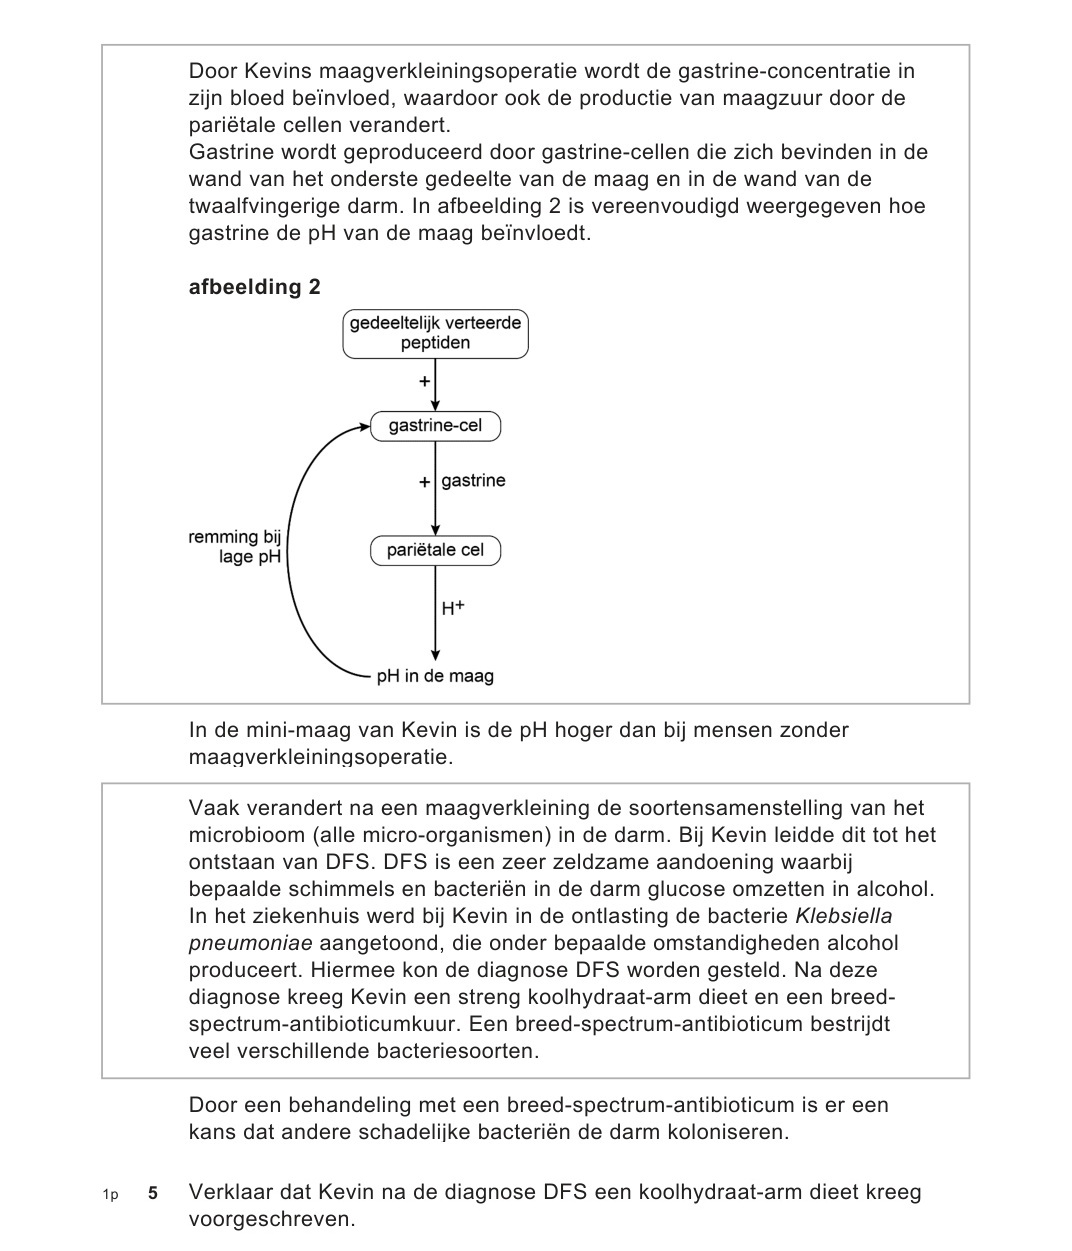 Door Kevins maagverkleiningsoperatie wordt de gastrine-concentratie in
zijn bloed beïnvloed, waardoor ook de productie van maagzuur door de
pariëtale cellen verandert.
Gastrine wordt geproduceerd door gastrine-cellen die zich bevinden in de
wand van het onderste gedeelte van de maag en in de wand van de
twaalfvingerige darm. In afbeelding 2 is vereenvoudigd weergegeven hoe
gastrine de pH van de maag beïnvloedt.
afbeelding 2
gedeeltelijk verteerde
peptiden
+
gastrine-cel
+ gastrine
remming bij
lage pH
pariëtale cel
H+
pH in de maag
In de mini-maag van Kevin is de pH hoger dan bij mensen zonder
maagverkleiningsoperatie.
Vaak verandert na een maagverkleining de soortensamenstelling van het
microbioom (alle micro-organismen) in de darm. Bij Kevin leidde dit tot het
ontstaan van DFS. DFS is een zeer zeldzame aandoening waarbij
bepaalde schimmels en bacteriën in de darm glucose omzetten in alcohol.
In het ziekenhuis werd bij Kevin in de ontlasting de bacterie Klebsiella
pneumoniae aangetoond, die onder bepaalde omstandigheden alcohol
produceert. Hiermee kon de diagnose DFS worden gesteld. Na deze
diagnose kreeg Kevin een streng koolhydraat-arm dieet en een breed-
spectrum-antibioticumkuur. Een breed-spectrum-antibioticum bestrijdt
veel verschillende bacteriesoorten.
Door een behandeling met een breed-spectrum-antibioticum is er een
kans dat andere schadelijke bacteriën de darm koloniseren.
1p 5 Verklaar dat Kevin na de diagnose DFS een koolhydraat-arm dieet kreeg
voorgeschreven.